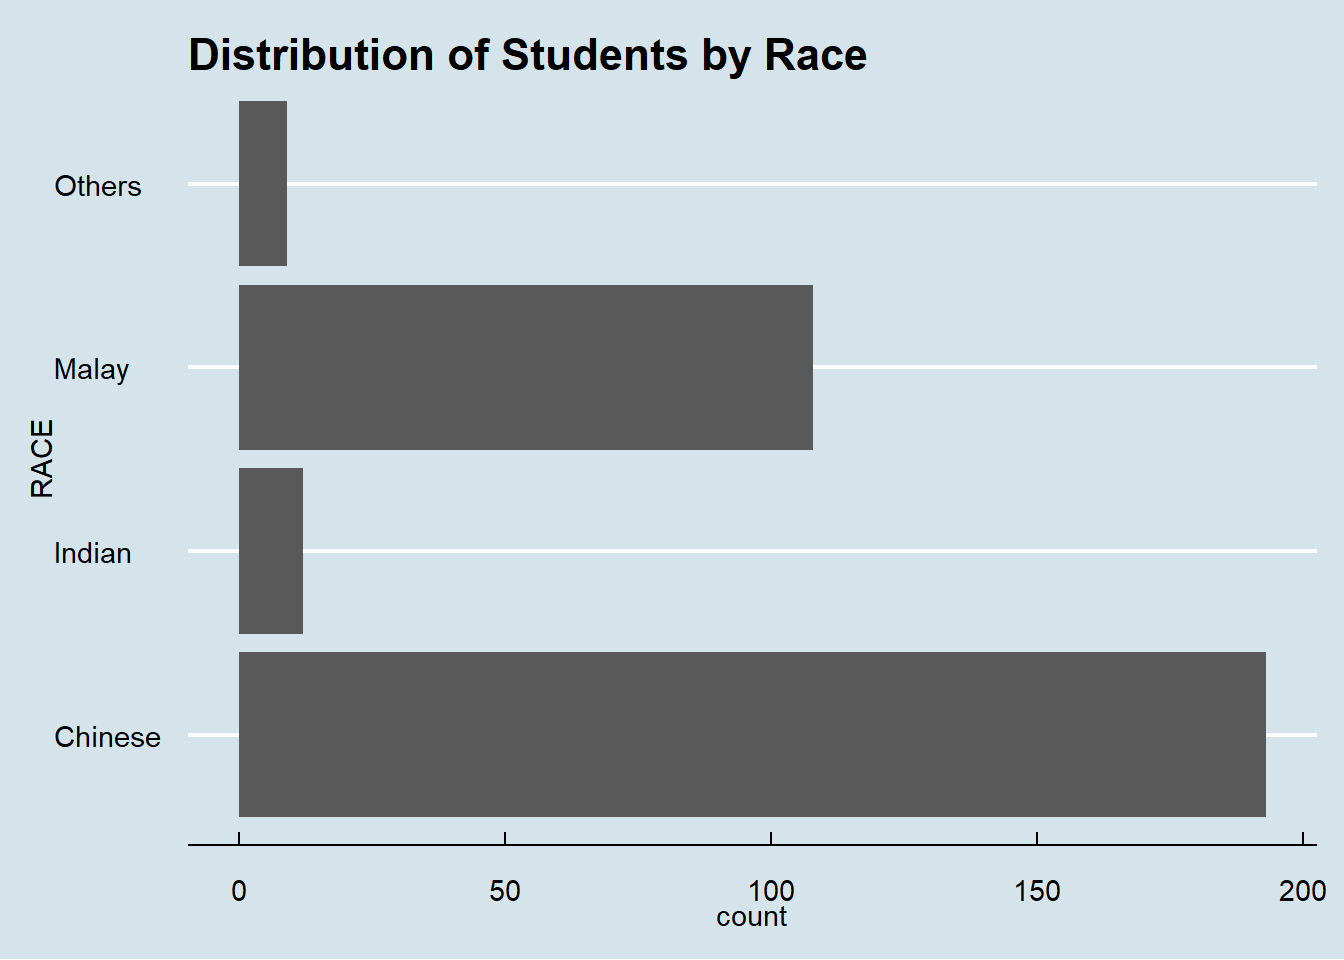 Distribution of Students by Race
Others
Malay
Indian
Chinese
RACE
0 50 100 150 200
count